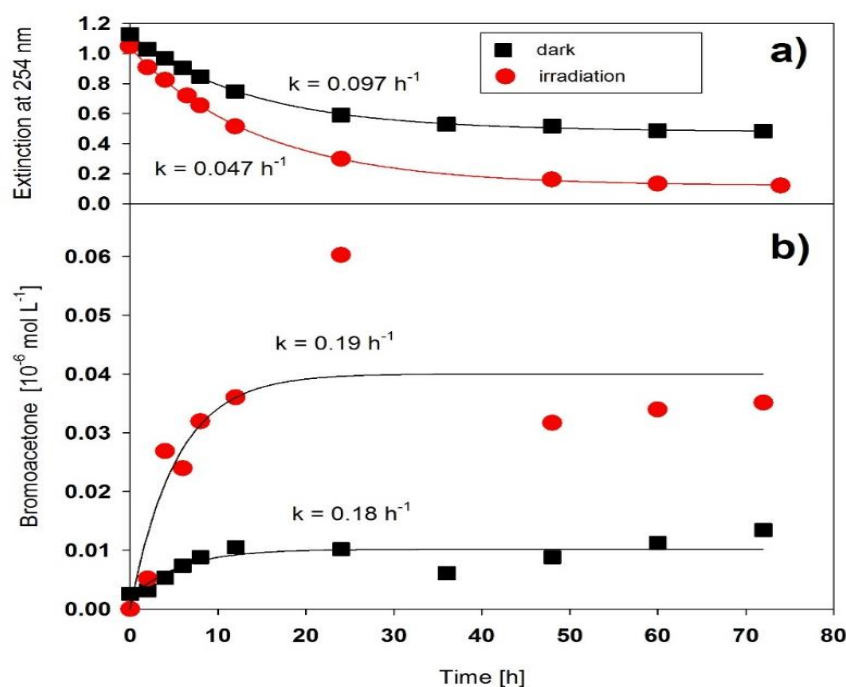 1.2
1.0
0.8
0.6
0.4
0.2
0.0
Extinction at 254 nm
dark
irradiation
a)
k = 0.097 h⁻¹
k = 0.047 h⁻¹
0.06
0.05
0.04
0.03
0.02
0.01
0.00
Bromoacetone [10⁻⁶ mol L⁻¹]
b)
k = 0.19 h⁻¹
k = 0.18 h⁻¹
0 10 20 30 40 50 60 70 80
Time [h]